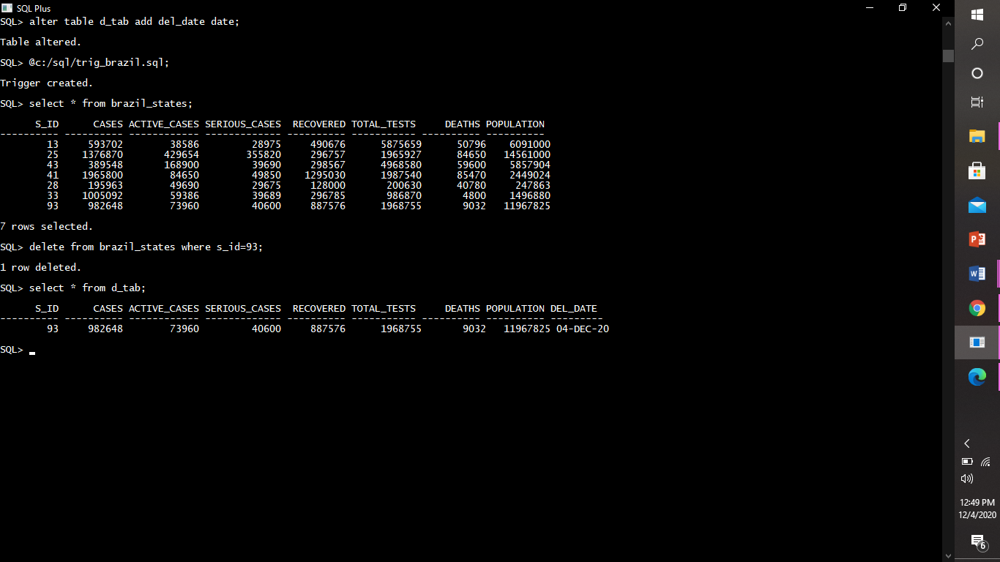 SQL Plus
SQL> alter table d_tab add del_date date;
Table altered.
SQL> @c:/sql/trig_brazil.sql;
Trigger created.
SQL> select * from brazil_states;
      S_ID      CASES ACTIVE_CASES SERIOUS_CASES  RECOVERED TOTAL_TESTS     DEATHS POPULATION
---------- ---------- ------------ ------------- ---------- ----------- ---------- ----------
        13     593702        38586         28975     490676     5875659      50796    6091000
        25    1376870       429654        355820     296757     1965927      84650   14561000
        43     389548       168900         39690     298567     4968580      59600    5857904
        41    1965800        84650         49850    1295030     1987540      85470    2449024
        28     195963        49690         29675     128000      200630      40780     247863
        33    1005092        59386         39689     296785      986870       4800    1496880
        93     982648        73960         40600     887576     1968755       9032   11967825
7 rows selected.
SQL> delete from brazil_states where s_id=93;
1 row deleted.
SQL> select * from d_tab;
      S_ID      CASES ACTIVE_CASES SERIOUS_CASES  RECOVERED TOTAL_TESTS     DEATHS POPULATION DEL_DATE
---------- ---------- ------------ ------------- ---------- ----------- ---------- ---------- ---------
        93     982648        73960         40600     887576     1968755       9032   11967825 04-DEC-20
SQL>
12:49 PM
12/4/2020
6